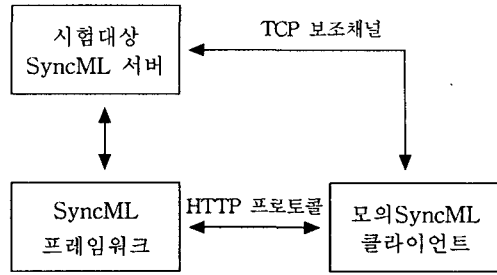 시험대상
SyncML 서버
TCP 보조채널
SyncML
프레임워크
HTTP 프로토콜
모의SyncML
클라이언트